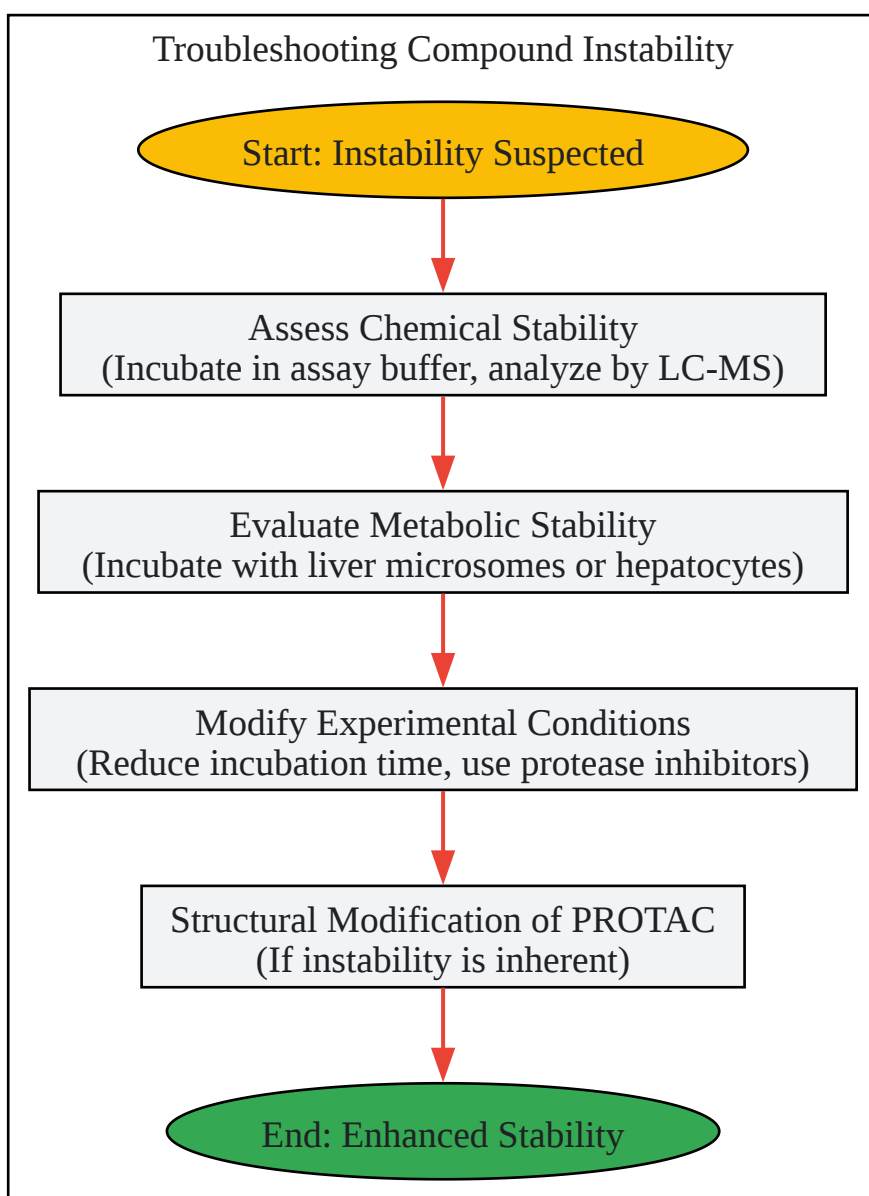 Troubleshooting Compound Instability
Start: Instability Suspected
Assess Chemical Stability
(Incubate in assay buffer, analyze by LC-MS)
Evaluate Metabolic Stability
(Incubate with liver microsomes or hepatocytes)
Modify Experimental Conditions
(Reduce incubation time, use protease inhibitors)
Structural Modification of PROTAC
(If instability is inherent)
End: Enhanced Stability